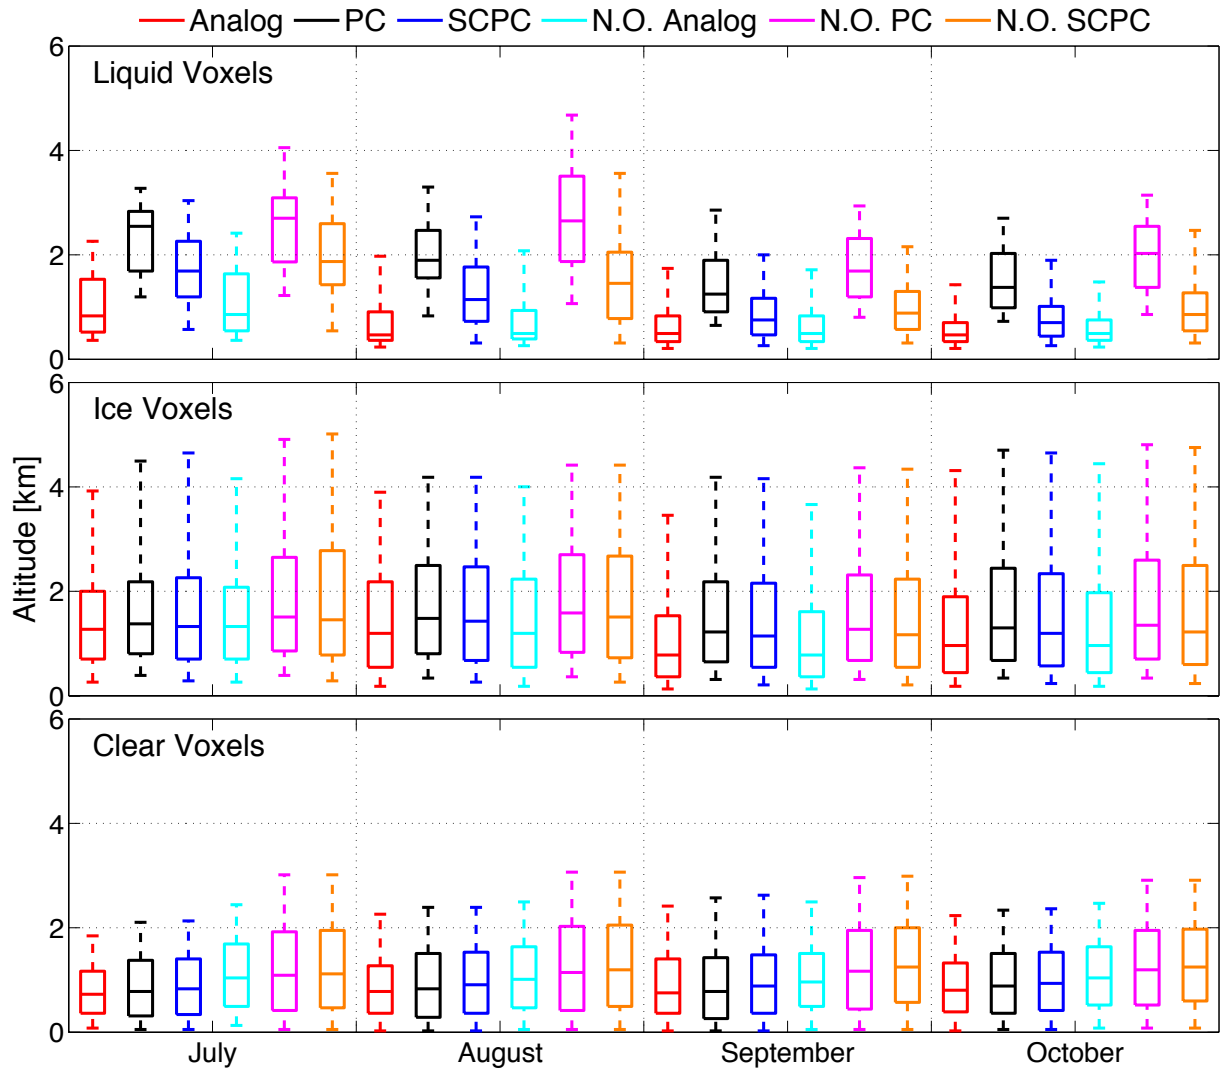 Analog PC SCPC N.O. Analog N.O. PC N.O. SCPC
6
Liquid Voxels
4
2
0
6
Ice Voxels
4
2
0
Altitude [km]
6
Clear Voxels
4
2
0
July August September October